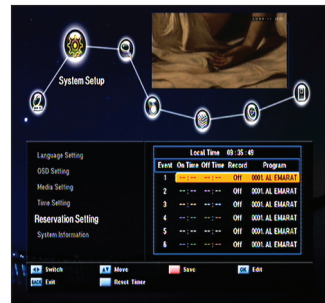 System Setup
Language Setting
OSD Setting
Media Setting
Time Setting
Reservation Setting
System Information
Local Time 09:35:49
Event On Time Off Time Record Program
1 --:-- --:-- Off 0001. AL EMARAT
2 --:-- --:-- Off 0001. AL EMARAT
3 --:-- --:-- Off 0001. AL EMARAT
4 --:-- --:-- Off 0001. AL EMARAT
5 --:-- --:-- Off 0001. AL EMARAT
6 --:-- --:-- Off 0001. AL EMARAT
Switch
Move
Save
OK Edit
BACK Exit
Reset Timer